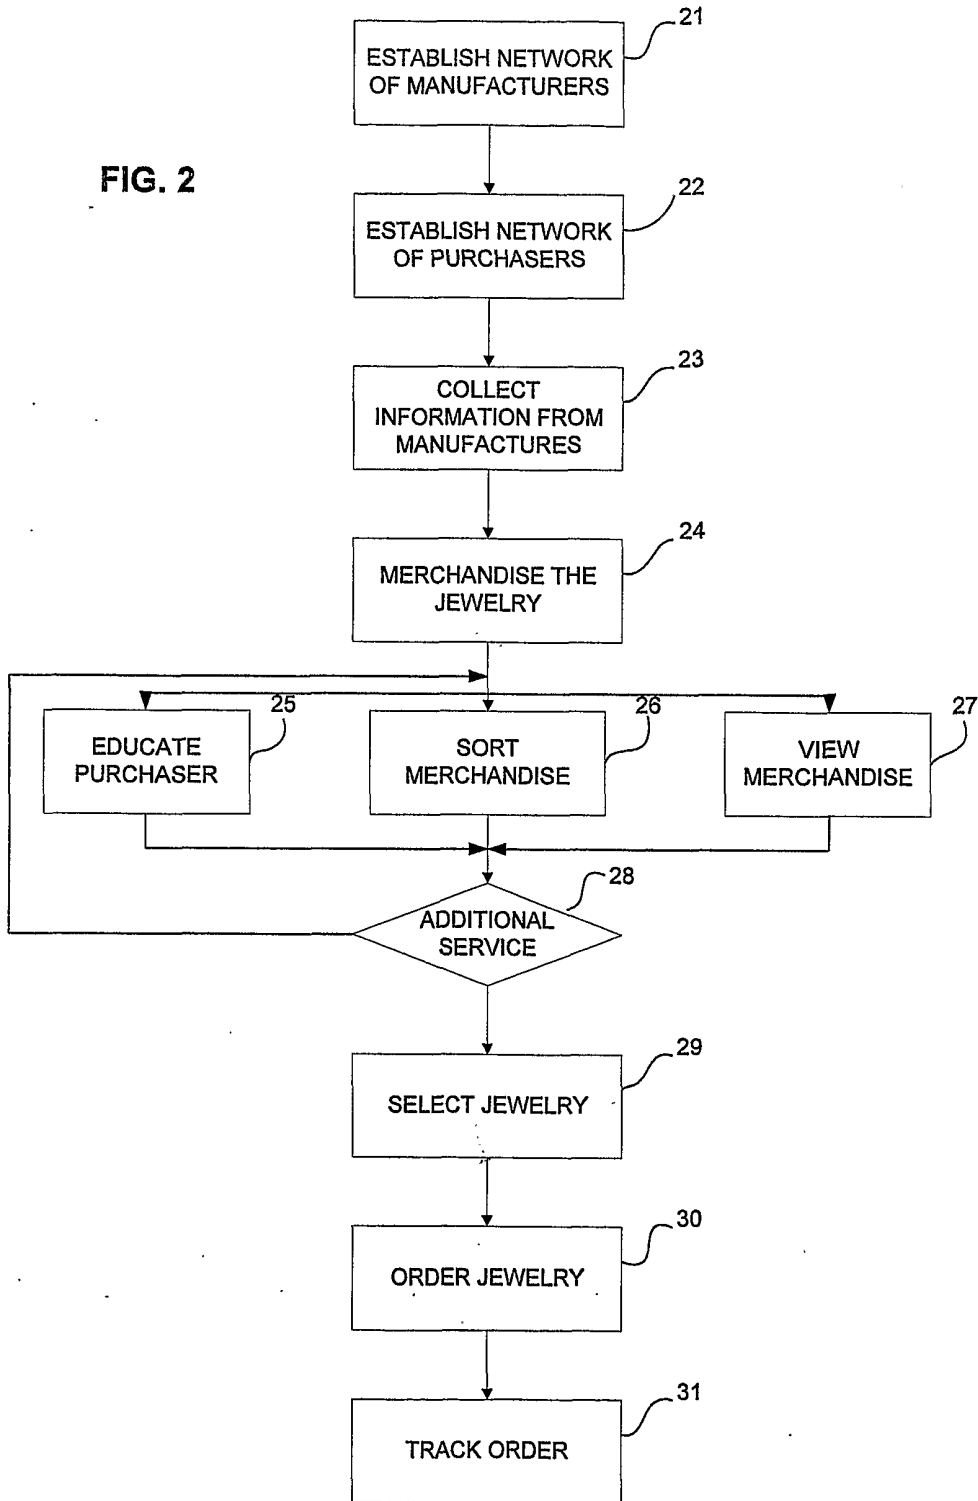 21
ESTABLISH NETWORK
OF MANUFACTURERS
FIG. 2
22
ESTABLISH NETWORK
OF PURCHASERS
23
COLLECT
INFORMATION FROM
MANUFACTURES
24
MERCHANDISE THE
JEWELRY
25
EDUCATE
PURCHASER
26
SORT
MERCHANDISE
27
VIEW
MERCHANDISE
28
ADDITIONAL
SERVICE
29
SELECT JEWELRY
30
ORDER JEWELRY
31
TRACK ORDER